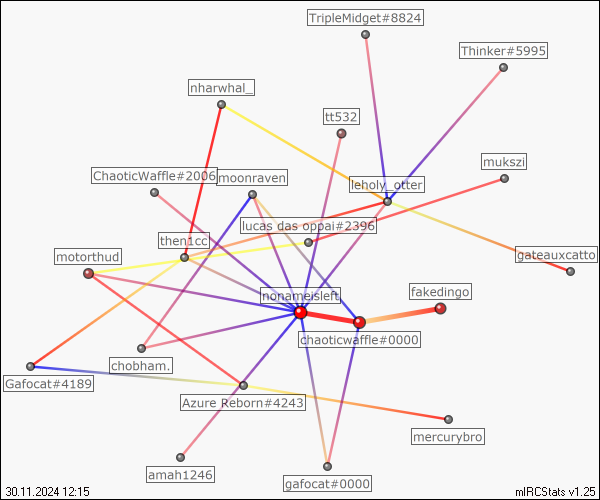 TripleMidget#8824
Thinker#5995
nharwhal_
tt532
mukszi
ChaoticWaffle#2006
moonraven
leholy_otter
lucas das oppai#2396
then1cc
motorthud
gateauxcatto
nonameisleft
fakedingo
chaoticwaffle#0000
chobham.
Gafocat#4189
Azure Reborn#4243
mercurybro
amah1246
gafocat#0000
30.11.2024 12:15
mIRCStats v1.25